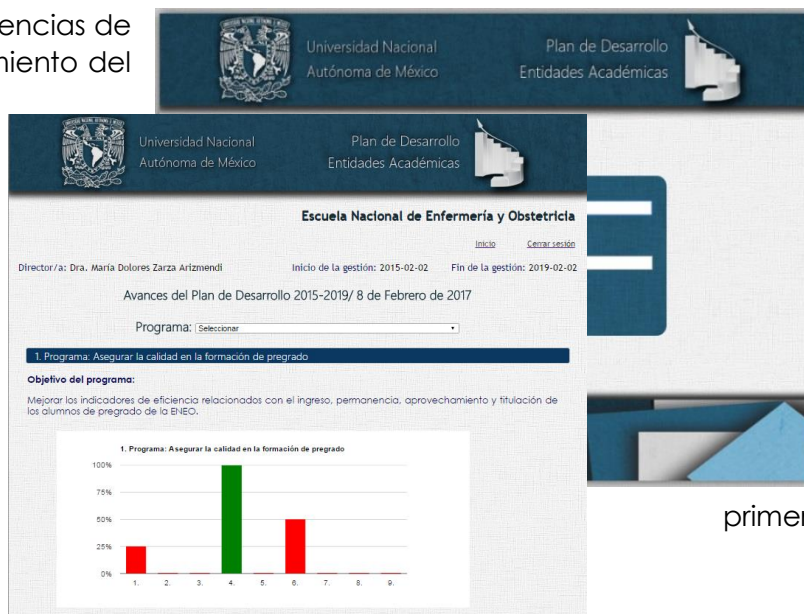 encias de
miento del
Universidad Nacional
Autónoma de México
Plan de Desarrollo
Entidades Académicas
Universidad Nacional
Autónoma de México
Plan de Desarrollo
Entidades Académicas
Escuela Nacional de Enfermería y Obstetricia
Inicio Cerrar sesión
Director/a: Dra. María Dolores Zarza Arizmendi Inicio de la gestión: 2015-02-02 Fin de la gestión: 2019-02-02
Avances del Plan de Desarrollo 2015-2019/ 8 de Febrero de 2017
Programa: Seleccionar
1. Programa: Asegurar la calidad en la formación de pregrado
Objetivo del programa:
Mejorar los indicadores de eficiencia relacionados con el ingreso, permanencia, aprovechamiento y titulación de
los alumnos de pregrado de la ENEO.
1. Programa: Asegurar la calidad en la formación de pregrado
100%
75%
50%
25%
0%
1. 2. 3. 4. 5. 6. 7. 8. 9.
primer